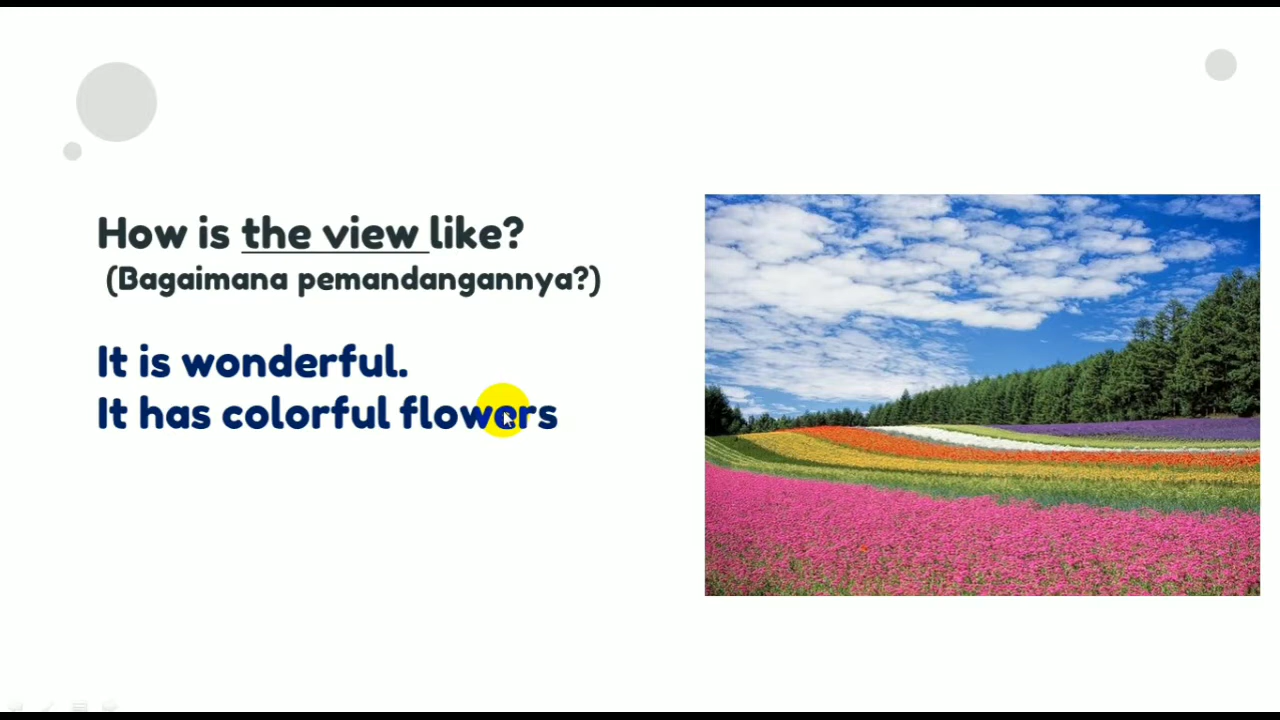 How is the view like?
(Bagaimana pemandangannya?)
It is wonderful.
It has colorful flowers